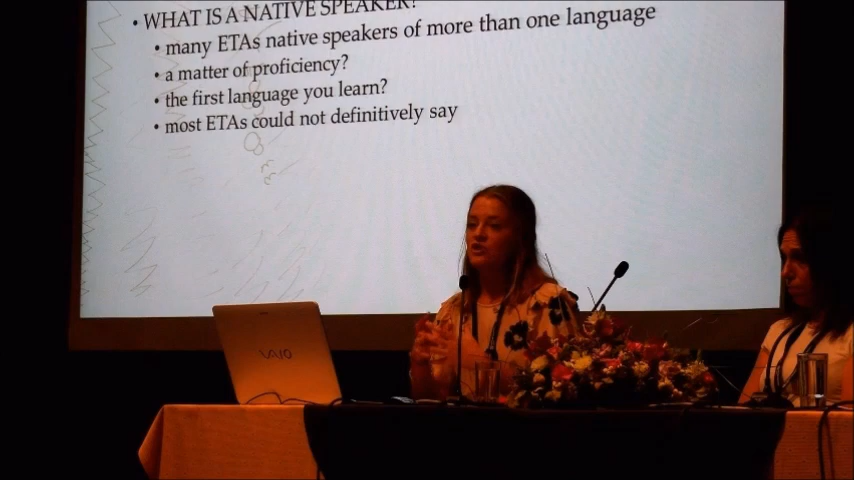 • WHAT IS A NATIVE SPEAKER?
• many ETAs native speakers of more than one language
• a matter of proficiency?
• the first language you learn?
• most ETAs could not definitively say
VAIO